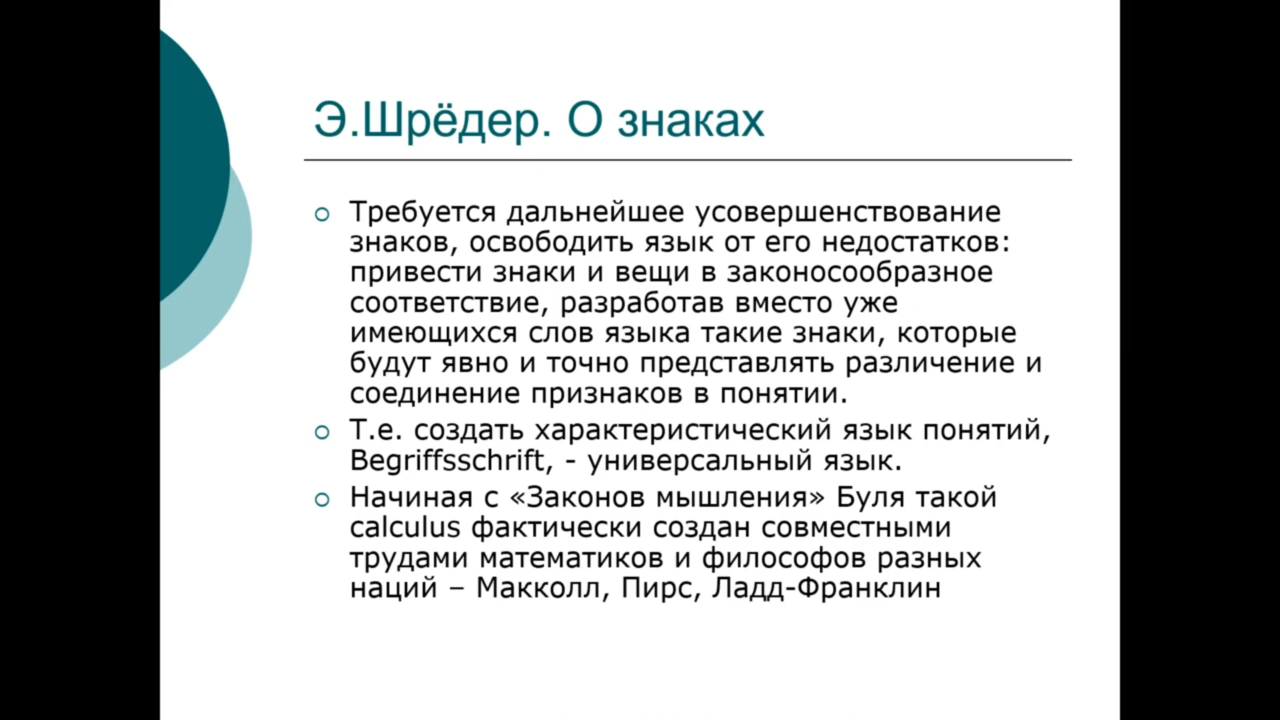 Э.Шрёдер. О знаках
Требуется дальнейшее усовершенствование
знаков, освободить язык от его недостатков:
привести знаки и вещи в законосообразное
соответствие, разработав вместо уже
имеющихся слов языка такие знаки, которые
будут явно и точно представлять различение и
соединение признаков в понятии.
Т.е. создать характеристический язык понятий,
Begriffsschrift, - универсальный язык.
Начиная с «Законов мышления» Буля такой
calculus фактически создан совместными
трудами математиков и философов разных
наций – Макколл, Пирс, Ладд-Франклин